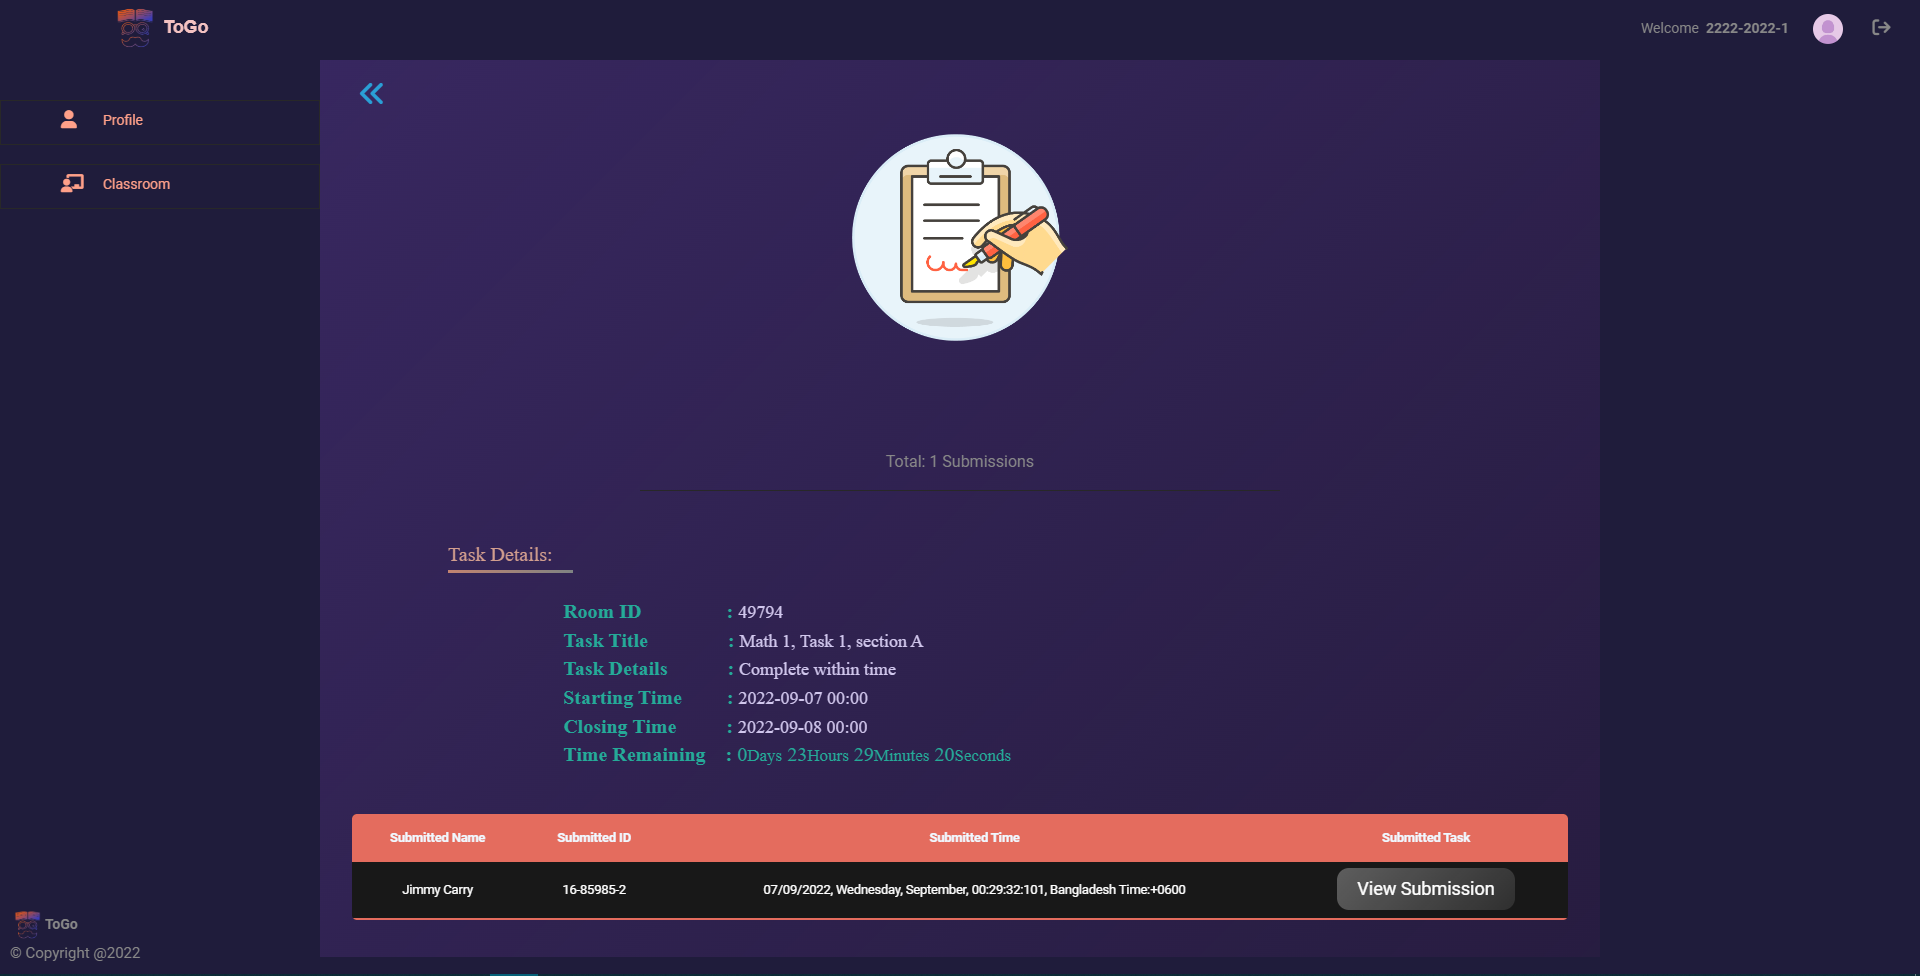 ToGo
Welcome 2222-2022-1
Profile
Classroom
Total: 1 Submissions
Task Details:
Room ID : 49794
Task Title : Math 1, Task 1, section A
Task Details : Complete within time
Starting Time : 2022-09-07 00:00
Closing Time : 2022-09-08 00:00
Time Remaining : 0Days 23Hours 29Minutes 20Seconds
Submitted Name Submitted ID Submitted Time Submitted Task
Jimmy Carry 16-85985-2 07/09/2022, Wednesday, September, 00:29:32:101, Bangladesh Time:+0600 View Submission
ToGo
© Copyright @2022